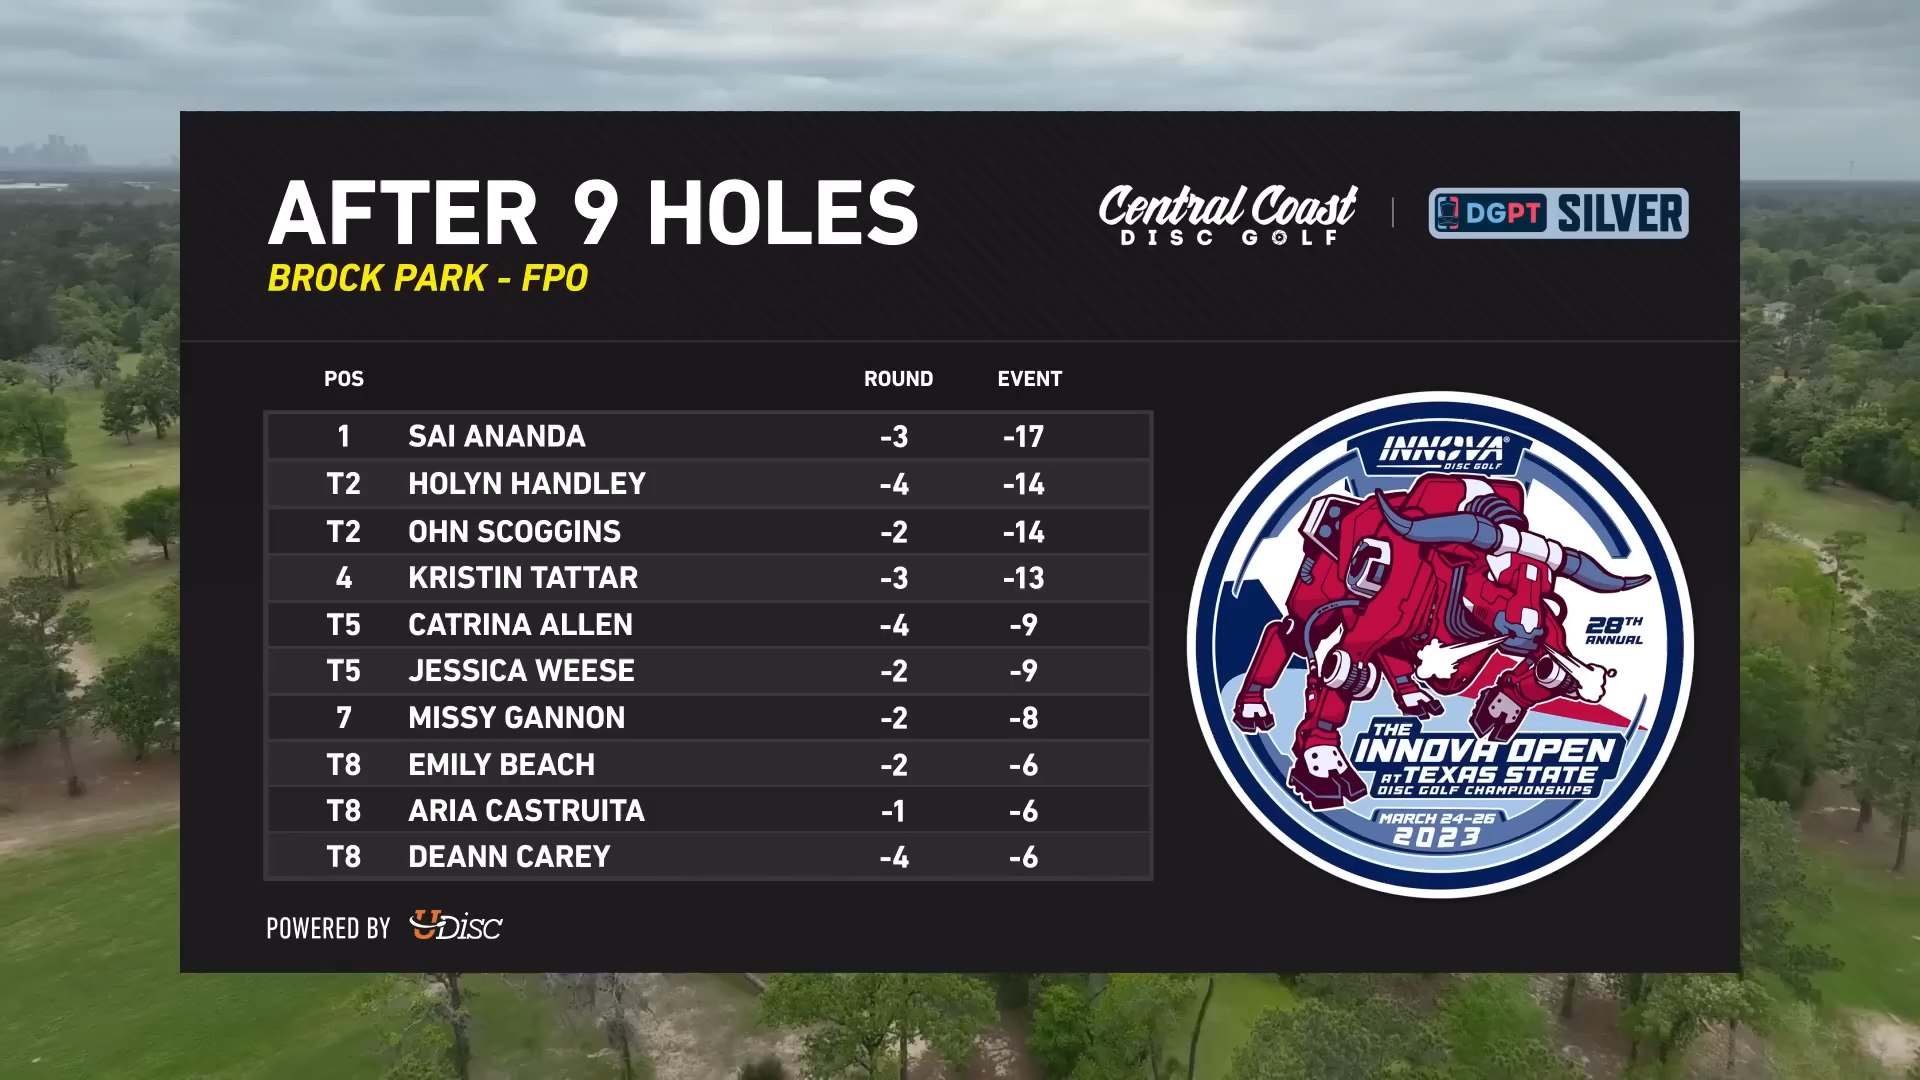 AFTER 9 HOLES
BROCK PARK - FPO
Central Coast
DISC GOLF
DGPT SILVER
POS ROUND EVENT
1 SAI ANANDA -3 -17
T2 HOLYN HANDLEY -4 -14
T2 OHN SCOGGINS -2 -14
4 KRISTIN TATTAR -3 -13
T5 CATRINA ALLEN -4 -9
T5 JESSICA WEESE -2 -9
7 MISSY GANNON -2 -8
T8 EMILY BEACH -2 -6
T8 ARIA CASTRUITA -1 -6
T8 DEANN CAREY -4 -6
INNOVA®
DISC GOLF
28TH
ANNUAL
THE
INNOVA OPEN
AT TEXAS STATE
DISC GOLF CHAMPIONSHIPS
MARCH 24-26
2023
POWERED BY UDisc